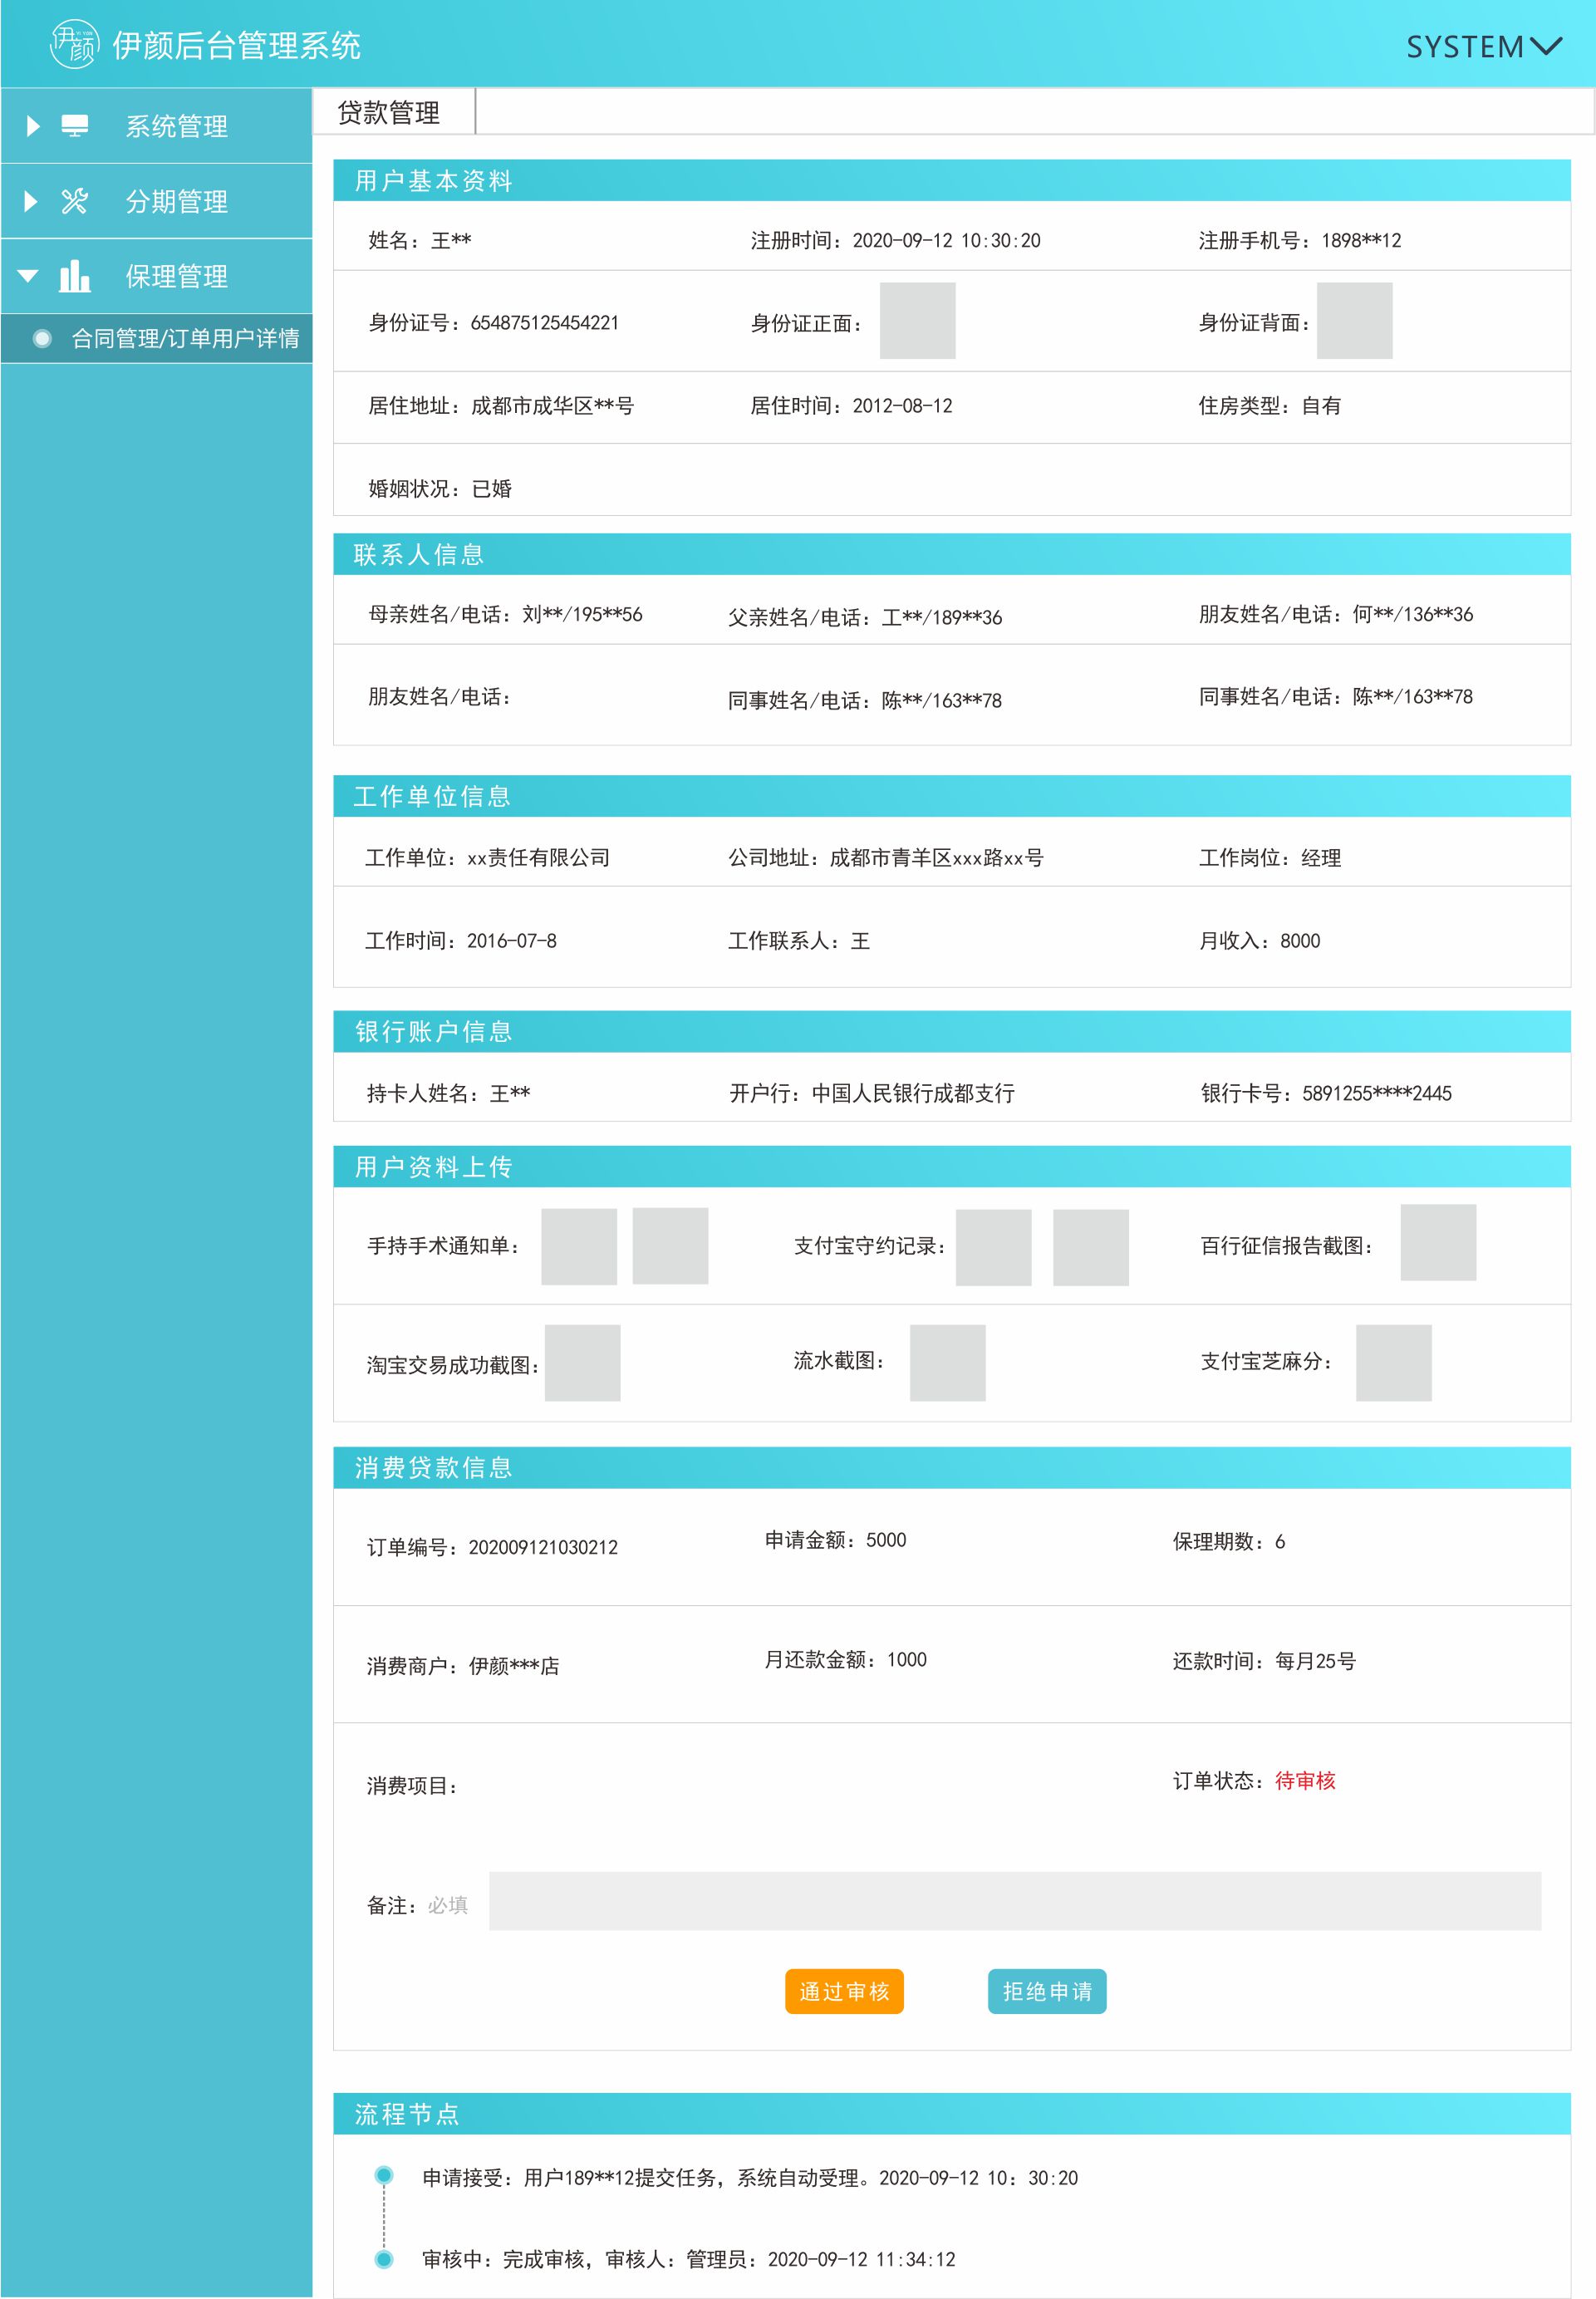 伊颜
伊颜后台管理系统
SYSTEM
系统管理
分期管理
保理管理
合同管理/订单用户详情
贷款管理
用户基本资料
姓名：王** 注册时间：2020-09-12 10:30:20 注册手机号：1898**12
身份证号：654875125454221 身份证正面： 身份证背面：
居住地址：成都市成华区**号 居住时间：2012-08-12 住房类型：自有
婚姻状况：已婚
联系人信息
母亲姓名/电话：刘**/195**56 父亲姓名/电话：工**/189**36 朋友姓名/电话：何**/136**36
朋友姓名/电话： 同事姓名/电话：陈**/163**78 同事姓名/电话：陈**/163**78
工作单位信息
工作单位：xx责任有限公司 公司地址：成都市青羊区xxx路xx号 工作岗位：经理
工作时间：2016-07-8 工作联系人：王 月收入：8000
银行账户信息
持卡人姓名：王** 开户行：中国人民银行成都支行 银行卡号：5891255****2445
用户资料上传
手持手术通知单： 支付宝守约记录： 百行征信报告截图：
淘宝交易成功截图： 流水截图： 支付宝芝麻分：
消费贷款信息
订单编号：202009121030212 申请金额：5000 保理期数：6
消费商户：伊颜***店 月还款金额：1000 还款时间：每月25号
消费项目： 订单状态：待审核
备注：必填
通过审核 拒绝申请
流程节点
申请接受：用户189**12提交任务，系统自动受理。2020-09-12 10：30:20
审核中：完成审核，审核人：管理员：2020-09-12 11:34:12